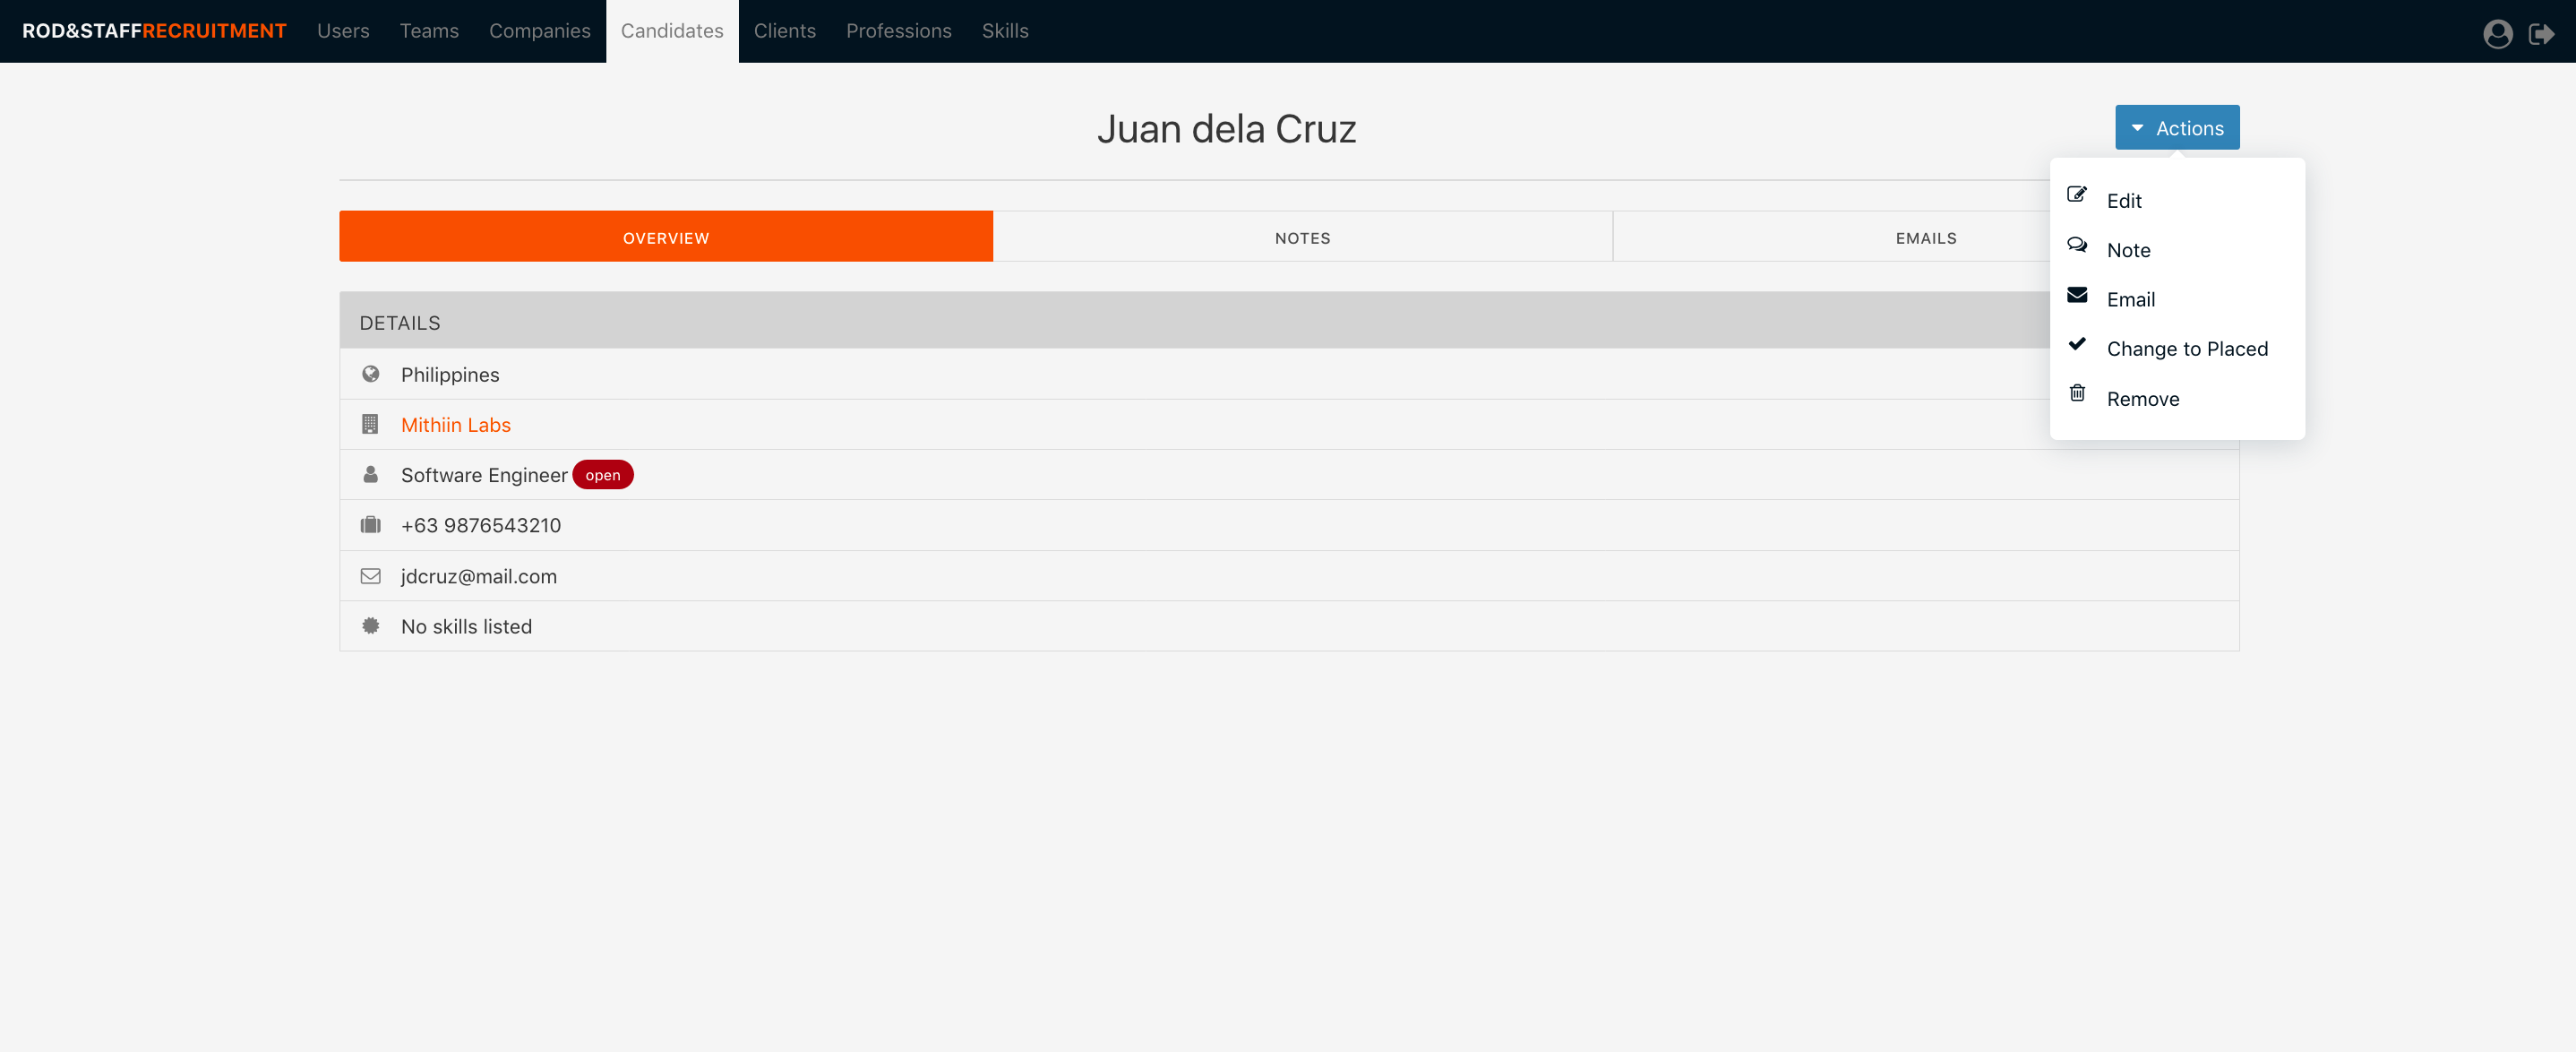 ROD&STAFFRECRUITMENT Users Teams Companies Candidates Clients Professions Skills
Juan dela Cruz
Actions
Edit
Note
Email
Change to Placed
Remove
OVERVIEW NOTES EMAILS
DETAILS
Philippines
Mithiin Labs
Software Engineer open
+63 9876543210
jdcruz@mail.com
No skills listed